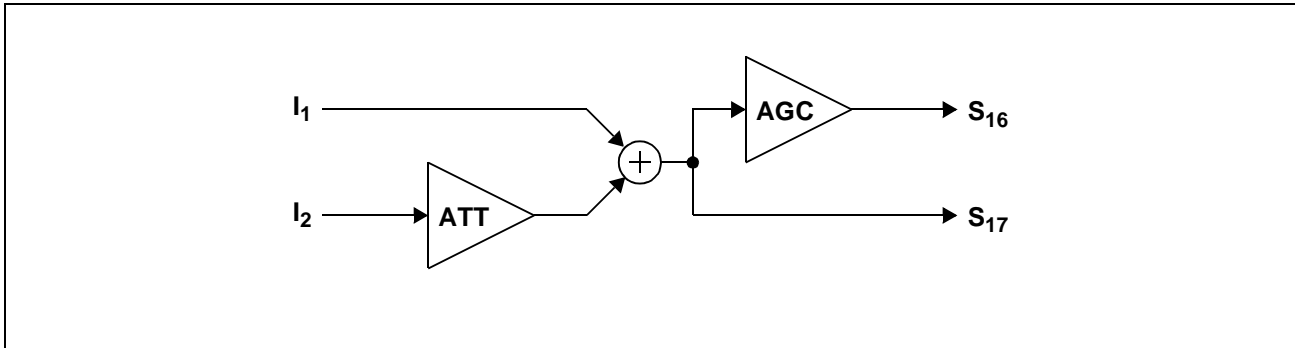 I₁
AGC
S₁₆
I₂
ATT
S₁₇